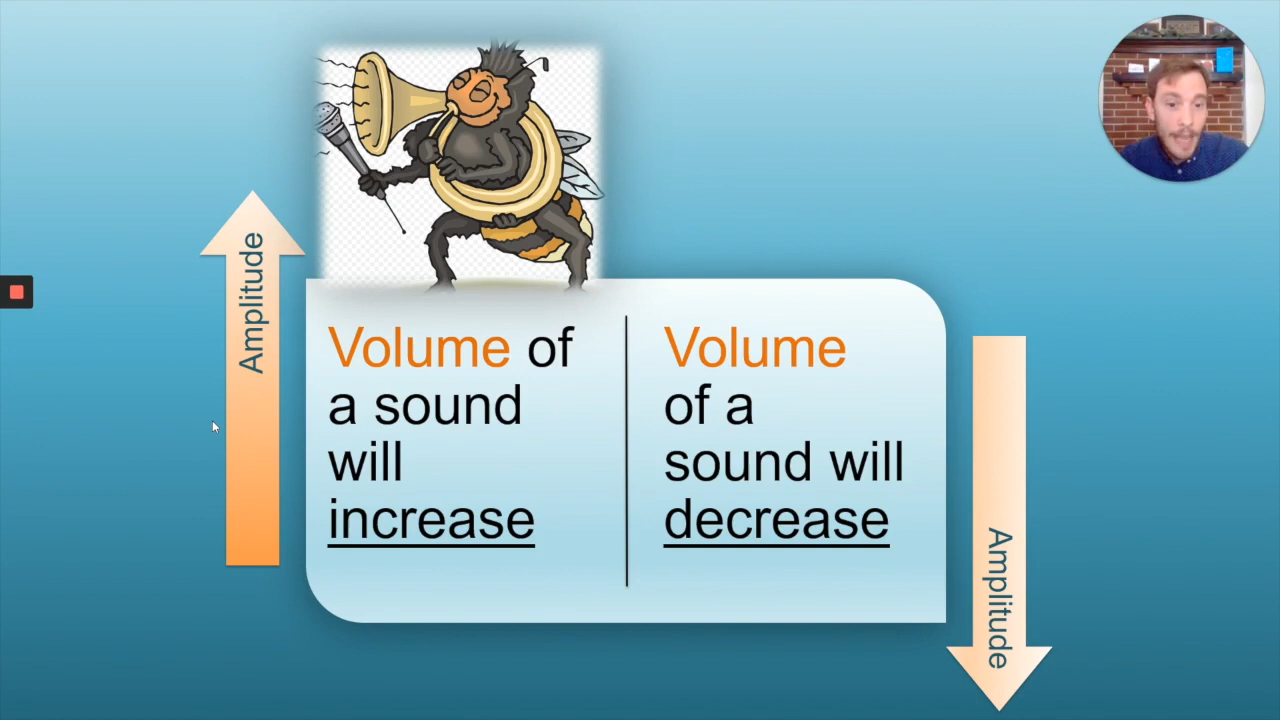 Amplitude
Volume of
a sound
will
increase
Volume
of a
sound will
decrease
Amplitude